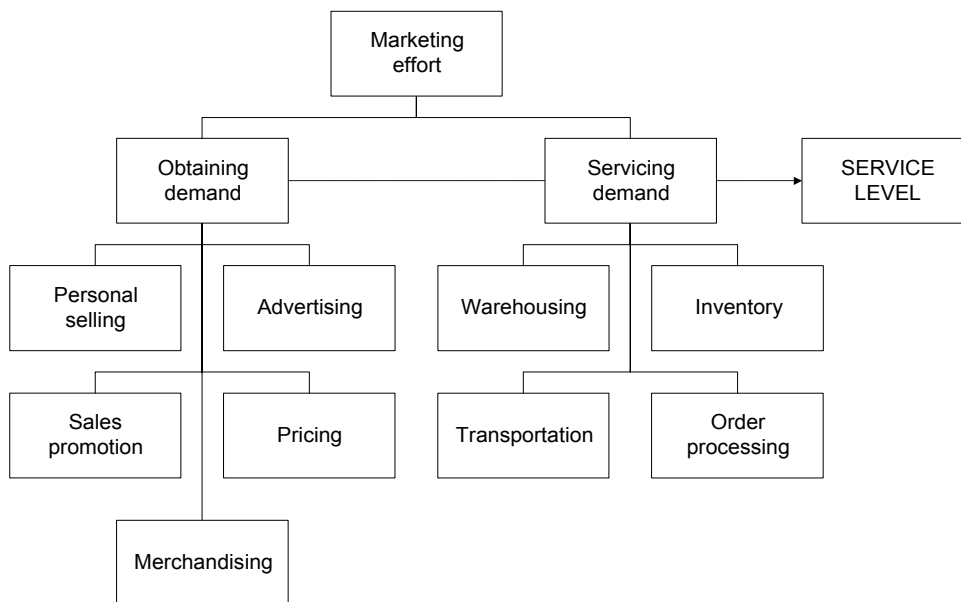 Marketing
effort
Obtaining
demand
Servicing
demand
SERVICE
LEVEL
Personal
selling
Advertising
Warehousing
Inventory
Sales
promotion
Pricing
Transportation
Order
processing
Merchandising